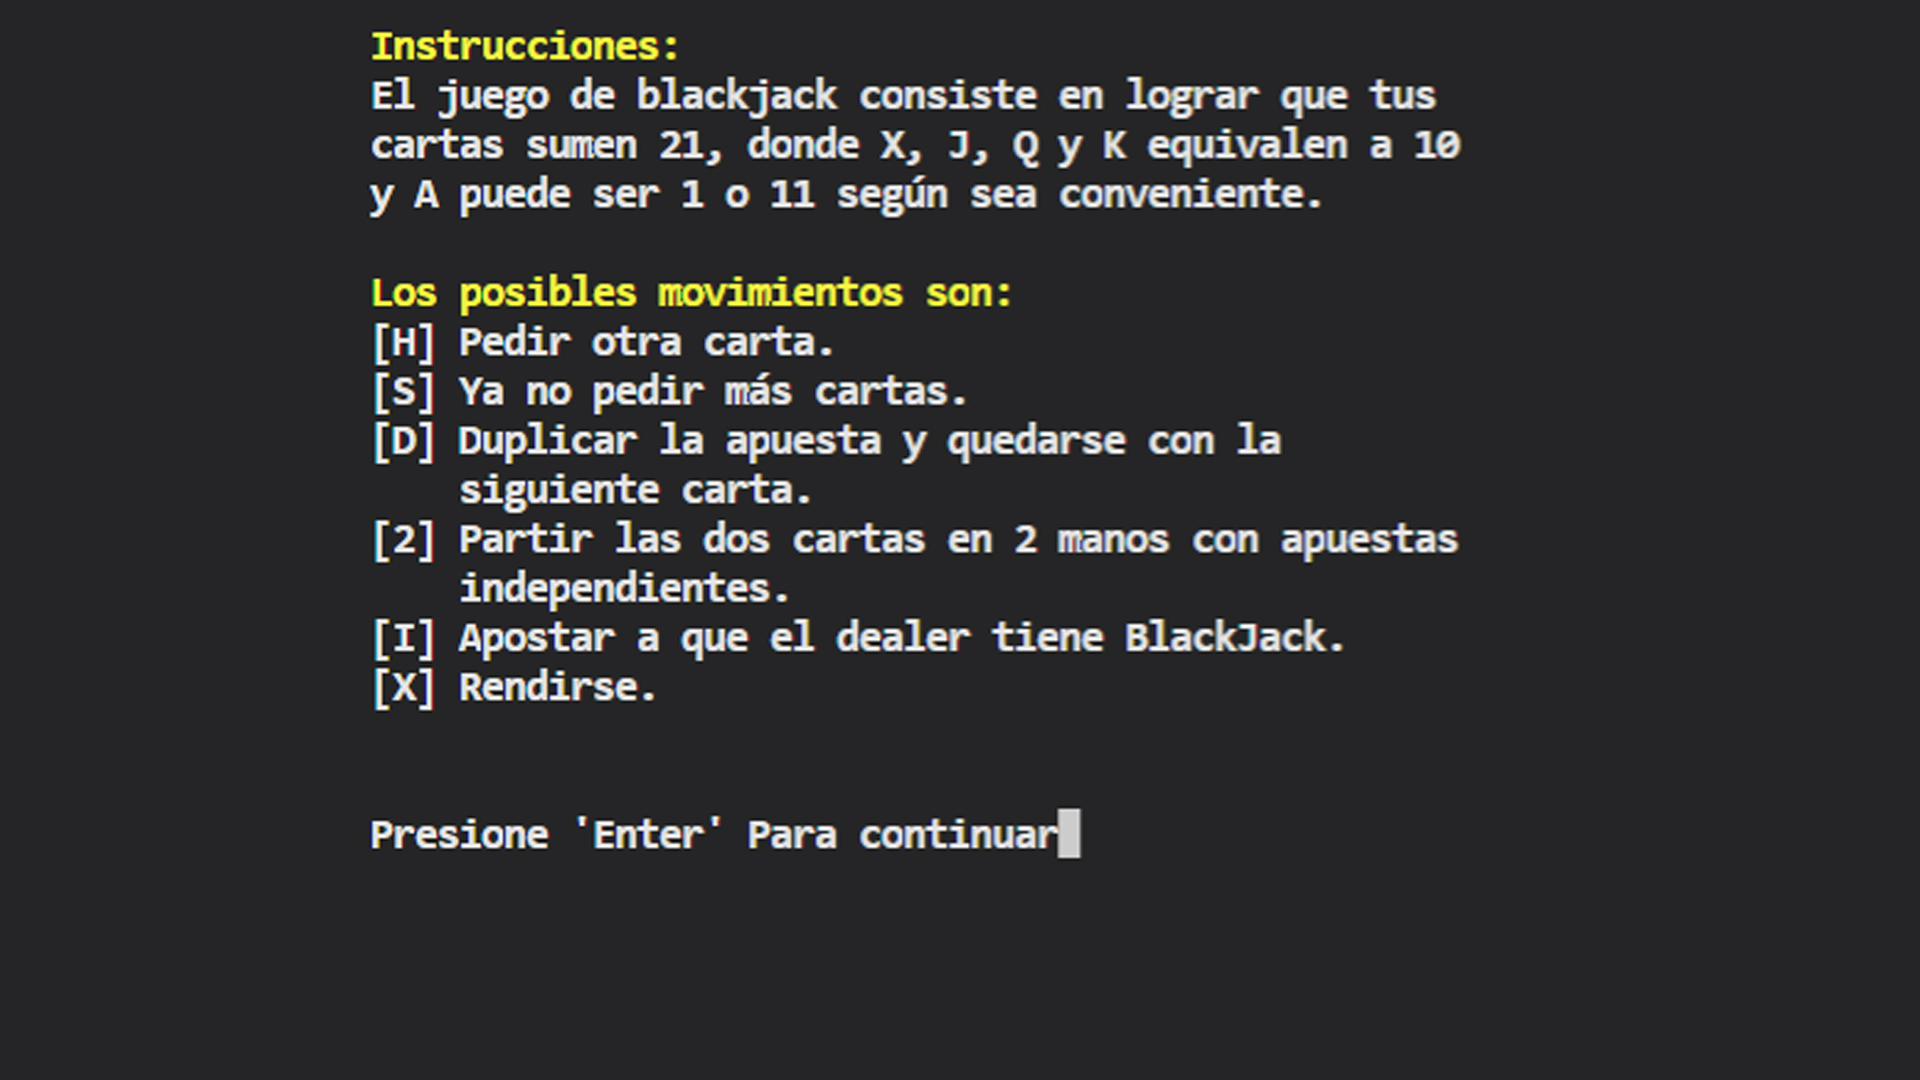 Instrucciones:
El juego de blackjack consiste en lograr que tus
cartas sumen 21, donde X, J, Q y K equivalen a 10
y A puede ser 1 o 11 según sea conveniente.
Los posibles movimientos son:
[H] Pedir otra carta.
[S] Ya no pedir más cartas.
[D] Duplicar la apuesta y quedarse con la
siguiente carta.
[2] Partir las dos cartas en 2 manos con apuestas
independientes.
[I] Apostar a que el dealer tiene BlackJack.
[X] Rendirse.
Presione 'Enter' Para continuar